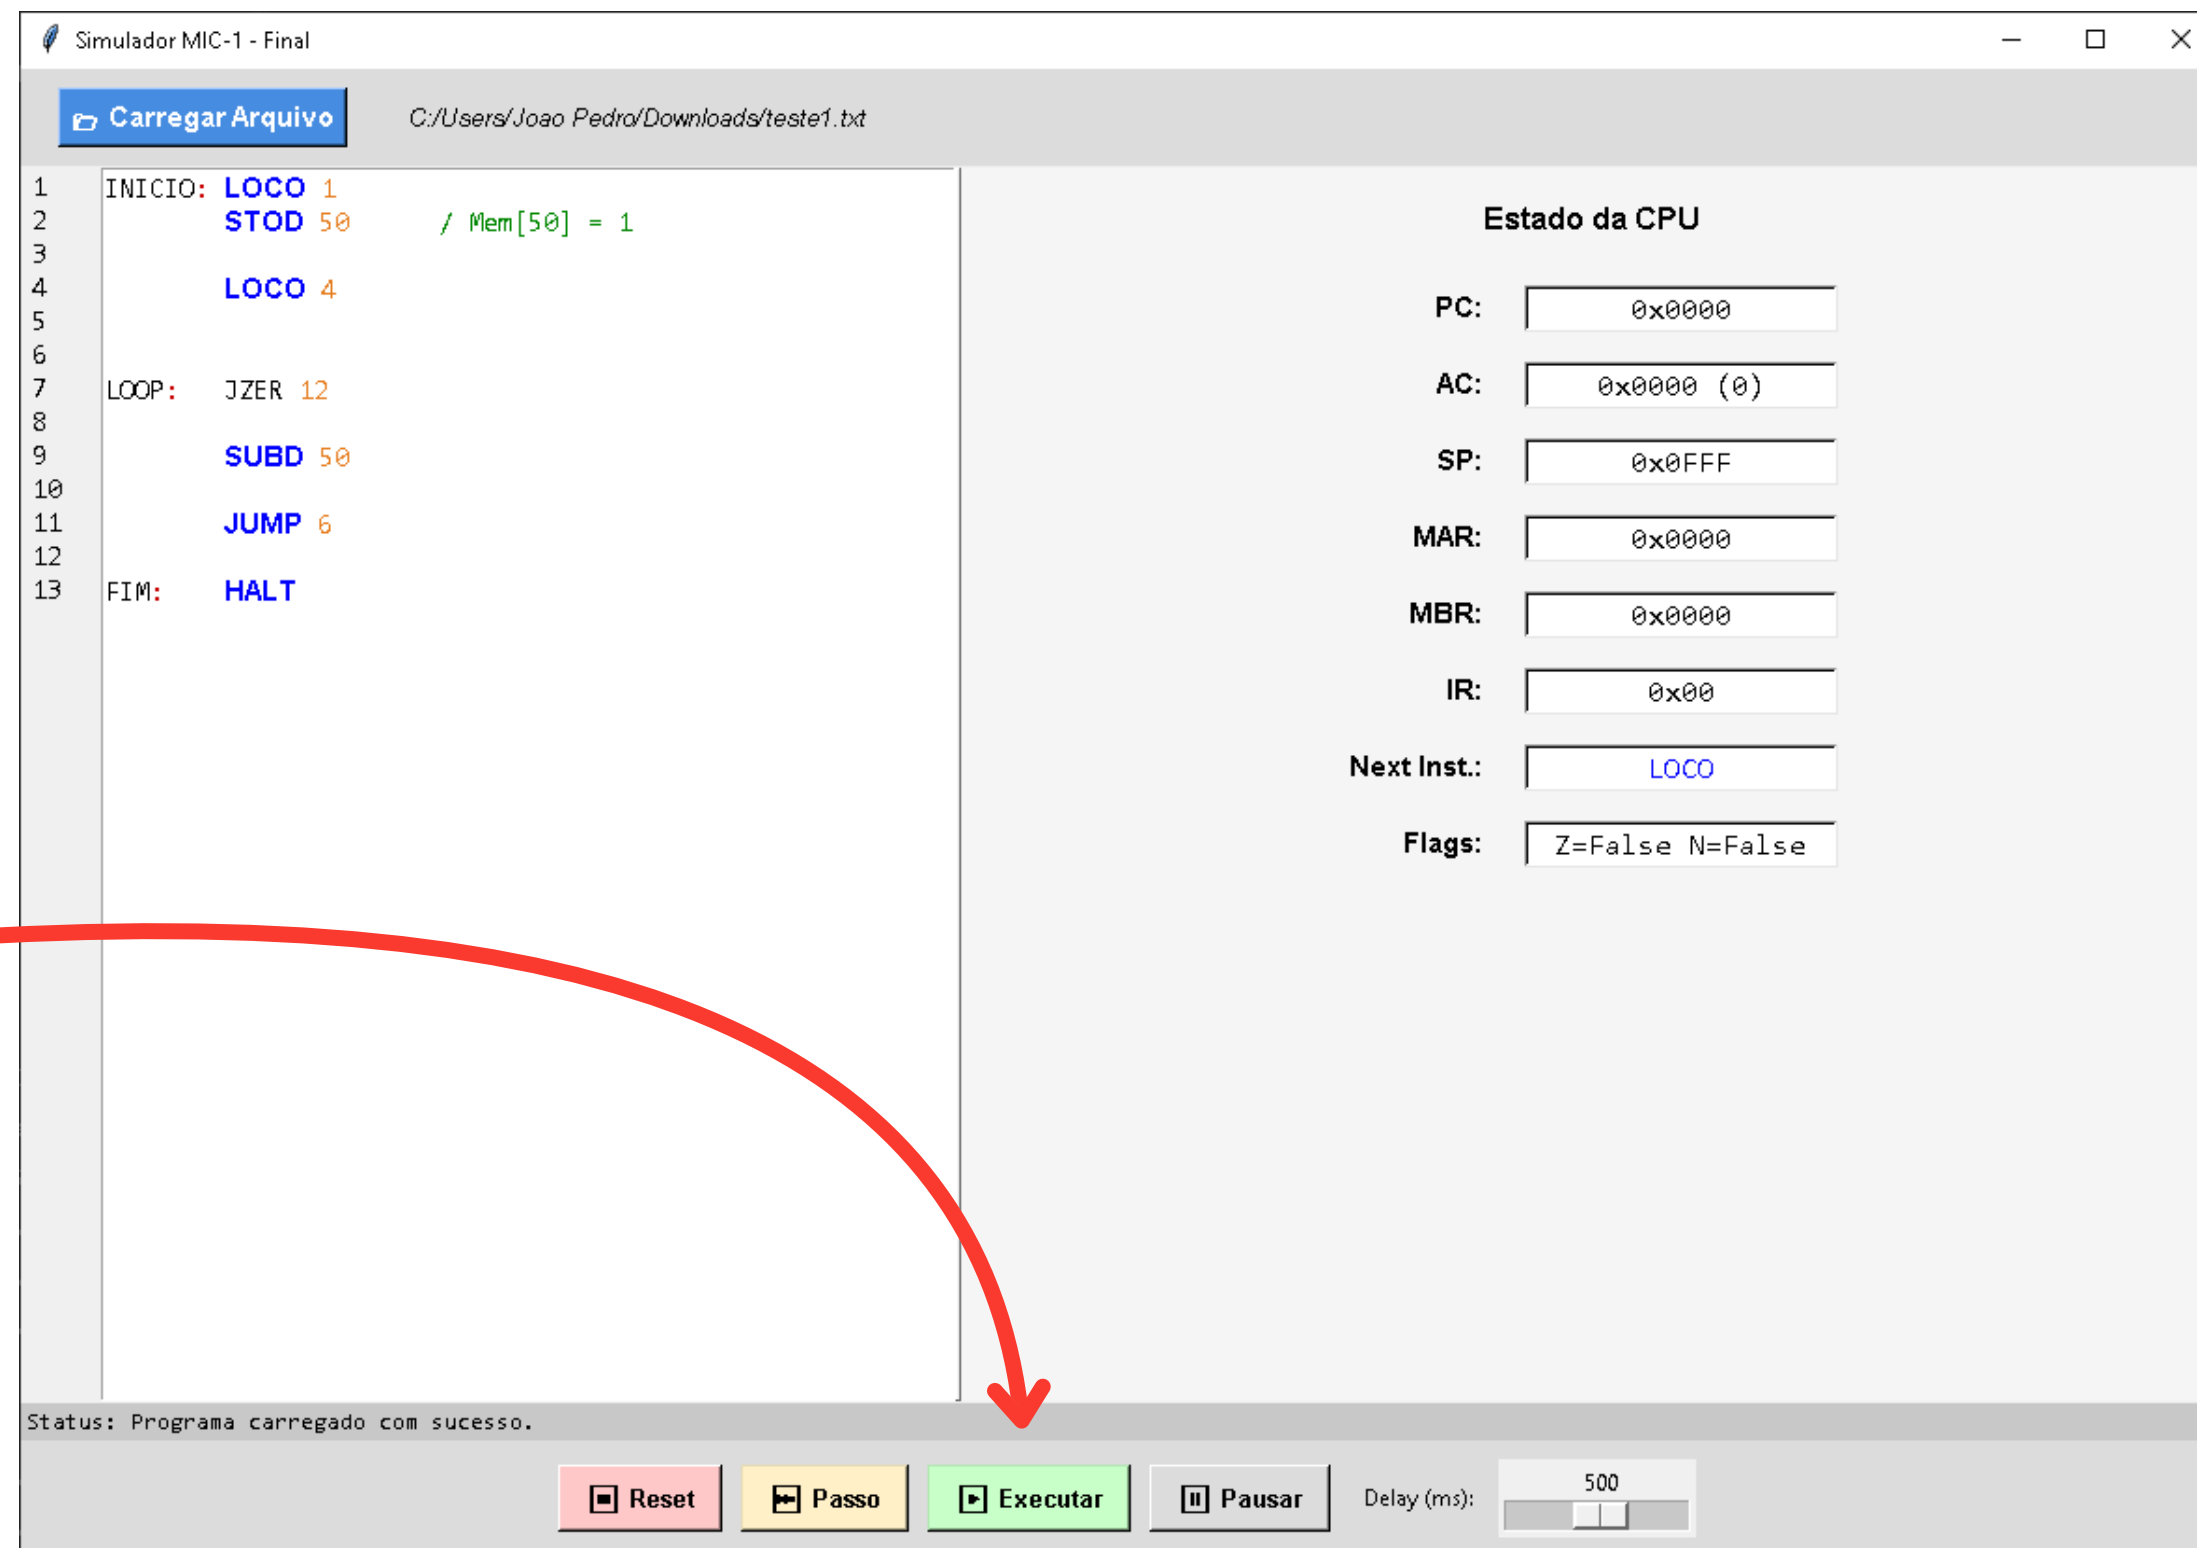 Simulador MIC-1 - Final
Carregar Arquivo C:/Users/Joao Pedro/Downloads/teste1.txt
1 INICIO: LOCO 1
2 STOD 50 / Mem[50] = 1
3
4 LOCO 4
5
6
7 LOOP: JZER 12
8
9 SUBD 50
10
11 JUMP 6
12
13 FIM: HALT
Estado da CPU
PC: 0x0000
AC: 0x0000 (0)
SP: 0x0FFF
MAR: 0x0000
MBR: 0x0000
IR: 0x00
Next Inst.: LOCO
Flags: Z=False N=False
Status: Programa carregado com sucesso.
Reset Passo Executar Pausar Delay (ms): 500